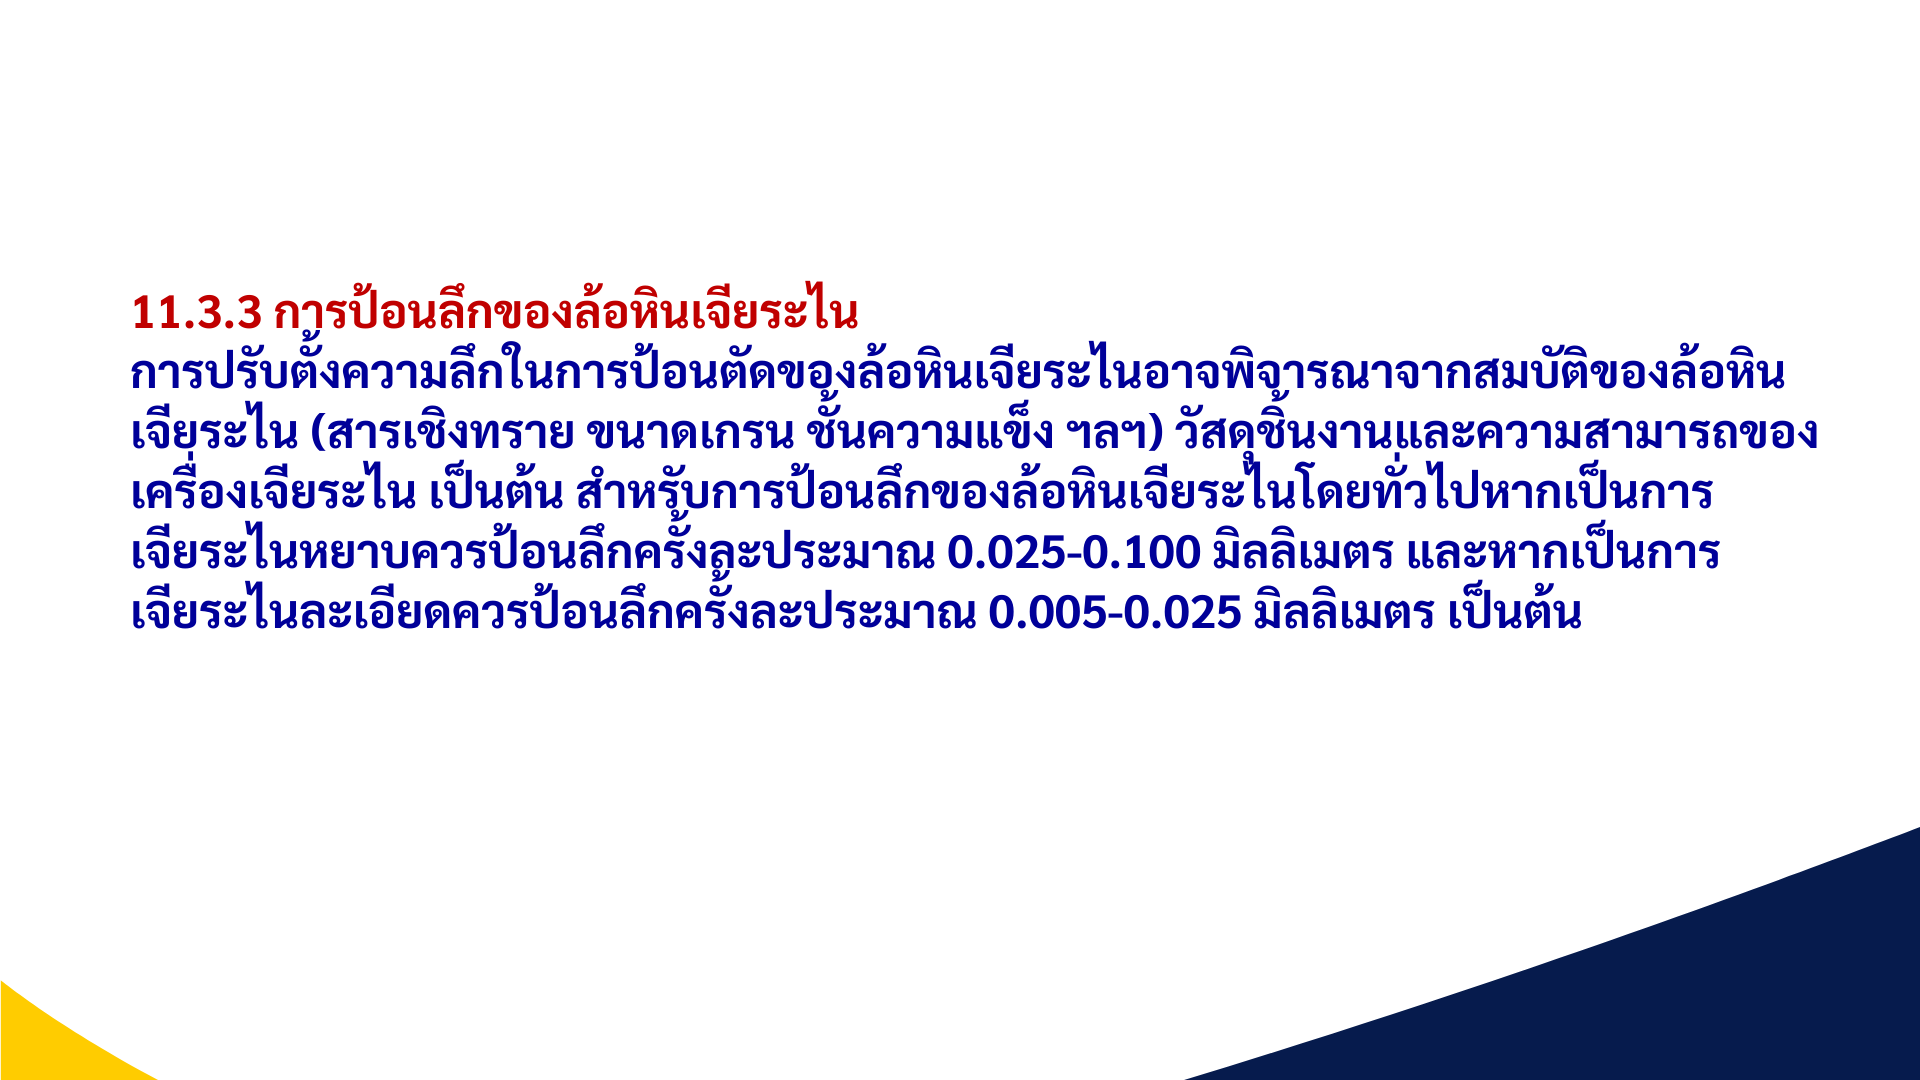 11.3.3 การป้อนลึกของล้อหินเจียระไน
การปรับตั้งความลึกในการป้อนตัดของล้อหินเจียระไนอาจพิจารณาจากสมบัติของล้อหิน
เจียระไน (สารเชิงทราย ขนาดเกรน ชั้นความแข็ง ฯลฯ) วัสดุชิ้นงานและความสามารถของ
เครื่องเจียระไน เป็นต้น สำหรับการป้อนลึกของล้อหินเจียระไนโดยทั่วไปหากเป็นการ
เจียระไนหยาบควรป้อนลึกครั้งละประมาณ 0.025-0.100 มิลลิเมตร และหากเป็นการ
เจียระไนละเอียดควรป้อนลึกครั้งละประมาณ 0.005-0.025 มิลลิเมตร เป็นต้น